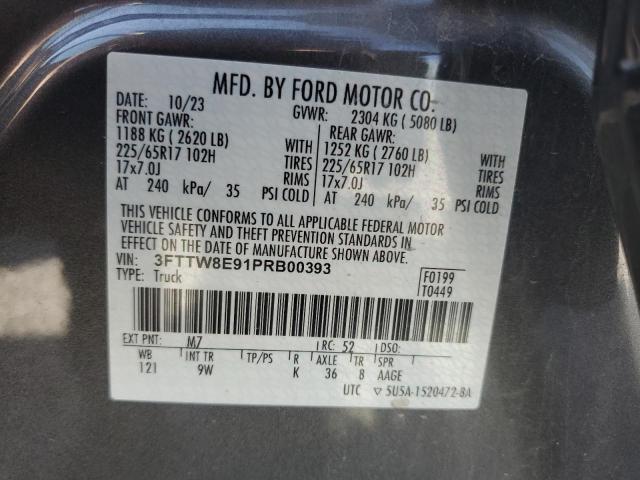 MFD. BY FORD MOTOR CO.
DATE: 10/23 GVWR: 2304 KG ( 5080 LB)
FRONT GAWR: REAR GAWR:
1188 KG ( 2620 LB) WITH 1252 KG ( 2760 LB) WITH
225/65R17 102H TIRES 225/65R17 102H TIRES
17x7.0J RIMS 17x7.0J RIMS
AT 240 kPa/ 35 PSI COLD AT 240 kPa/ 35 PSI COLD
THIS VEHICLE CONFORMS TO ALL APPLICABLE FEDERAL MOTOR
VEHICLE SAFETY AND THEFT PREVENTION STANDARDS IN
EFFECT ON THE DATE OF MANUFACTURE SHOWN ABOVE.
VIN: 3FTTW8E91PRB00393 F0199
TYPE: Truck T0449
EXT PNT: M7 RC: 52 DSO:
WB INT TR TP/PS R AXLE TR SPR
121 9W K 36 8 AAGE
UTC ▽ 5U5A-1520472-BA